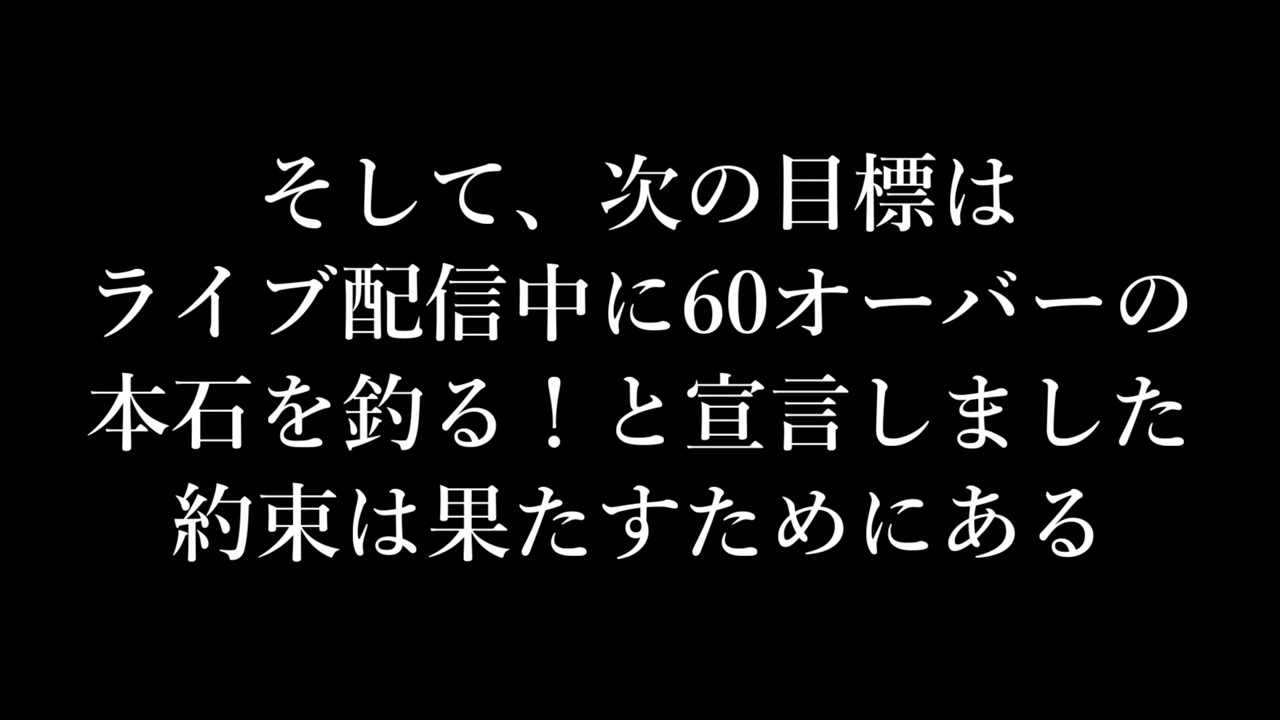 そして、次の目標は
ライブ配信中に60オーバーの
本石を釣る！と宣言しました
約束は果たすためにある